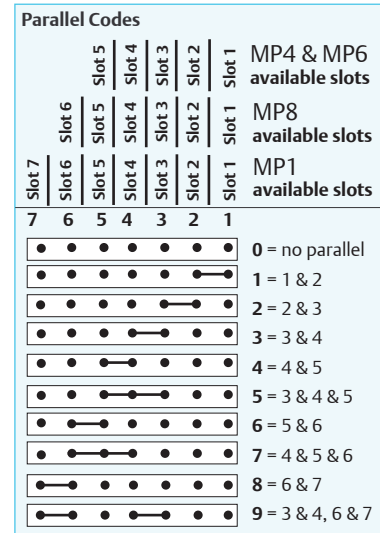 Parallel Codes
Slot 5 Slot 4 Slot 3 Slot 2 Slot 1 MP4 & MP6
available slots
Slot 6 Slot 5 Slot 4 Slot 3 Slot 2 Slot 1 MP8
available slots
Slot 7 Slot 6 Slot 5 Slot 4 Slot 3 Slot 2 Slot 1 MP1
available slots
7 6 5 4 3 2 1
0 = no parallel
1 = 1 & 2
2 = 2 & 3
3 = 3 & 4
4 = 4 & 5
5 = 3 & 4 & 5
6 = 5 & 6
7 = 4 & 5 & 6
8 = 6 & 7
9 = 3 & 4, 6 & 7